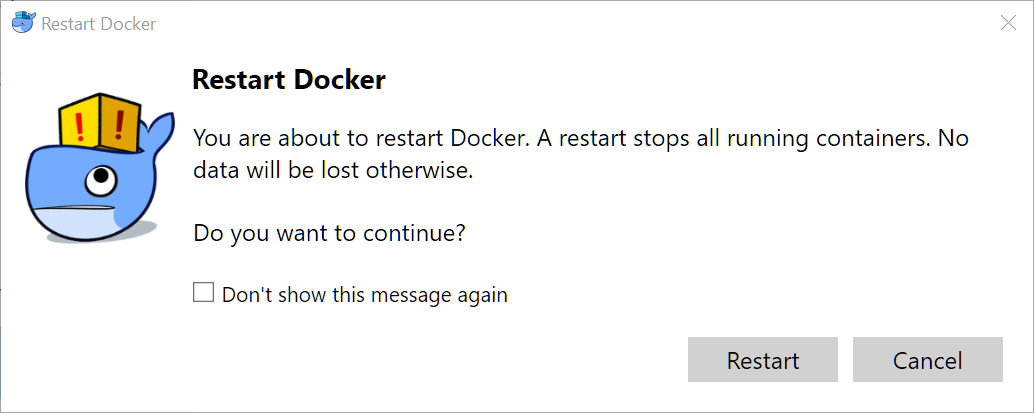 Restart Docker
Restart Docker
You are about to restart Docker. A restart stops all running containers. No
data will be lost otherwise.
Do you want to continue?
Don't show this message again
Restart
Cancel